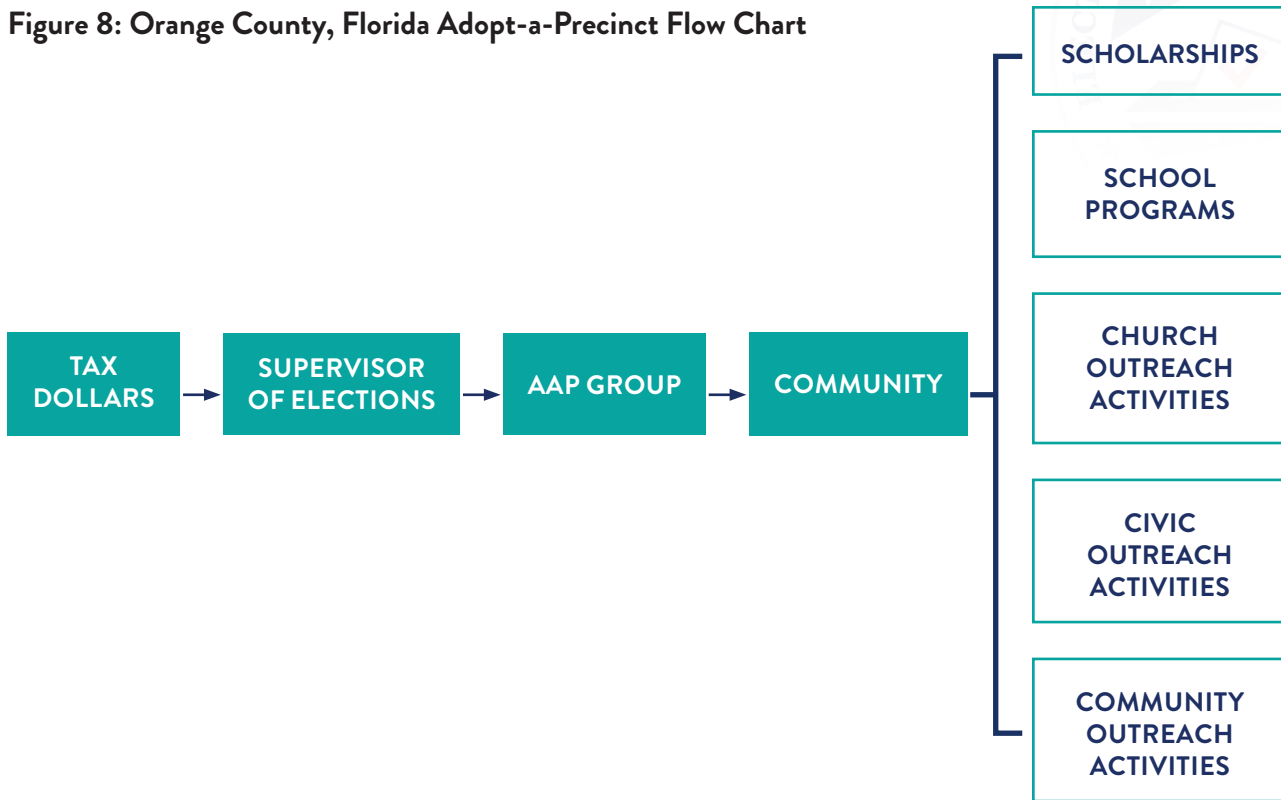 Figure 8: Orange County, Florida Adopt-a-Precinct Flow Chart
TAX
DOLLARS
SUPERVISOR
OF ELECTIONS
AAP GROUP
COMMUNITY
SCHOLARSHIPS
SCHOOL
PROGRAMS
CHURCH
OUTREACH
ACTIVITIES
CIVIC
OUTREACH
ACTIVITIES
COMMUNITY
OUTREACH
ACTIVITIES